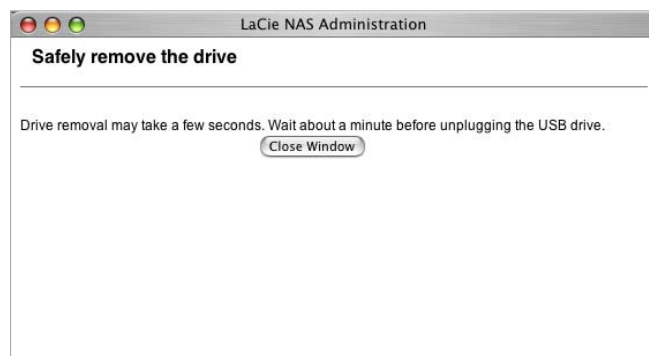 LaCie NAS Administration
Safely remove the drive
Drive removal may take a few seconds. Wait about a minute before unplugging the USB drive.
Close Window